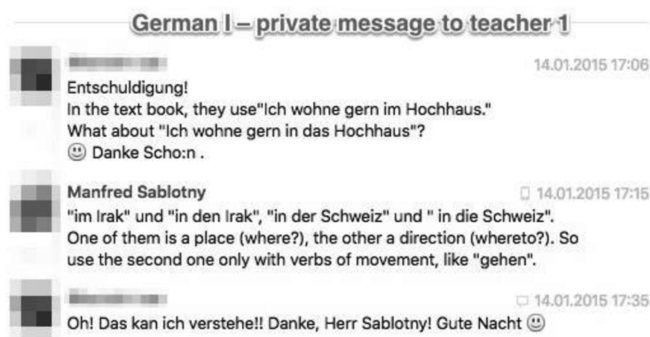 German I – private message to teacher 1
14.01.2015 17:06
Entschuldigung!
In the text book, they use"Ich wohne gern im Hochhaus."
What about "Ich wohne gern in das Hochhaus"?
Danke Scho:n .
Manfred Sablotny
14.01.2015 17:15
"im Irak" und "in den Irak", "in der Schweiz" und " in die Schweiz".
One of them is a place (where?), the other a direction (whereto?). So
use the second one only with verbs of movement, like "gehen".
14.01.2015 17:35
Oh! Das kan ich verstehe!! Danke, Herr Sablotny! Gute Nacht